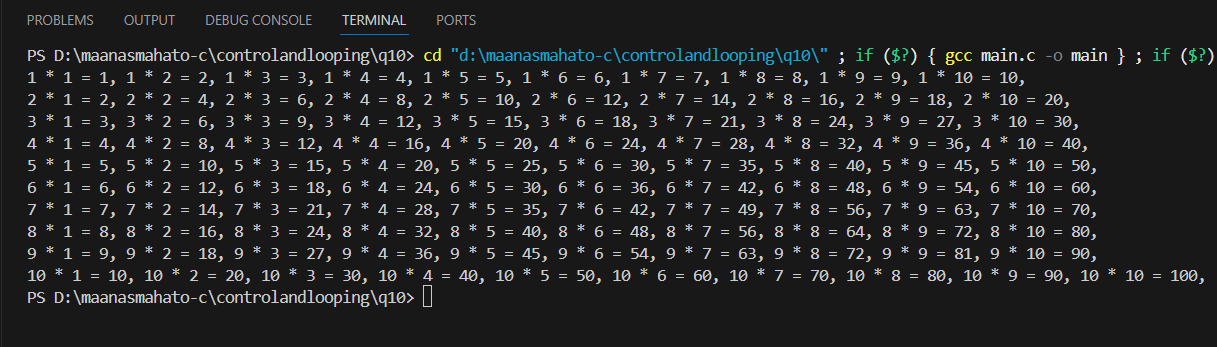 PROBLEMS OUTPUT DEBUG CONSOLE TERMINAL PORTS
PS D:\maanasmahato-c\controlandlooping\q10> cd "d:\maanasmahato-c\controlandlooping\q10\" ; if ($?) { gcc main.c -o main } ; if ($?)
1 * 1 = 1, 1 * 2 = 2, 1 * 3 = 3, 1 * 4 = 4, 1 * 5 = 5, 1 * 6 = 6, 1 * 7 = 7, 1 * 8 = 8, 1 * 9 = 9, 1 * 10 = 10,
2 * 1 = 2, 2 * 2 = 4, 2 * 3 = 6, 2 * 4 = 8, 2 * 5 = 10, 2 * 6 = 12, 2 * 7 = 14, 2 * 8 = 16, 2 * 9 = 18, 2 * 10 = 20,
3 * 1 = 3, 3 * 2 = 6, 3 * 3 = 9, 3 * 4 = 12, 3 * 5 = 15, 3 * 6 = 18, 3 * 7 = 21, 3 * 8 = 24, 3 * 9 = 27, 3 * 10 = 30,
4 * 1 = 4, 4 * 2 = 8, 4 * 3 = 12, 4 * 4 = 16, 4 * 5 = 20, 4 * 6 = 24, 4 * 7 = 28, 4 * 8 = 32, 4 * 9 = 36, 4 * 10 = 40,
5 * 1 = 5, 5 * 2 = 10, 5 * 3 = 15, 5 * 4 = 20, 5 * 5 = 25, 5 * 6 = 30, 5 * 7 = 35, 5 * 8 = 40, 5 * 9 = 45, 5 * 10 = 50,
6 * 1 = 6, 6 * 2 = 12, 6 * 3 = 18, 6 * 4 = 24, 6 * 5 = 30, 6 * 6 = 36, 6 * 7 = 42, 6 * 8 = 48, 6 * 9 = 54, 6 * 10 = 60,
7 * 1 = 7, 7 * 2 = 14, 7 * 3 = 21, 7 * 4 = 28, 7 * 5 = 35, 7 * 6 = 42, 7 * 7 = 49, 7 * 8 = 56, 7 * 9 = 63, 7 * 10 = 70,
8 * 1 = 8, 8 * 2 = 16, 8 * 3 = 24, 8 * 4 = 32, 8 * 5 = 40, 8 * 6 = 48, 8 * 7 = 56, 8 * 8 = 64, 8 * 9 = 72, 8 * 10 = 80,
9 * 1 = 9, 9 * 2 = 18, 9 * 3 = 27, 9 * 4 = 36, 9 * 5 = 45, 9 * 6 = 54, 9 * 7 = 63, 9 * 8 = 72, 9 * 9 = 81, 9 * 10 = 90,
10 * 1 = 10, 10 * 2 = 20, 10 * 3 = 30, 10 * 4 = 40, 10 * 5 = 50, 10 * 6 = 60, 10 * 7 = 70, 10 * 8 = 80, 10 * 9 = 90, 10 * 10 = 100,
PS D:\maanasmahato-c\controlandlooping\q10>